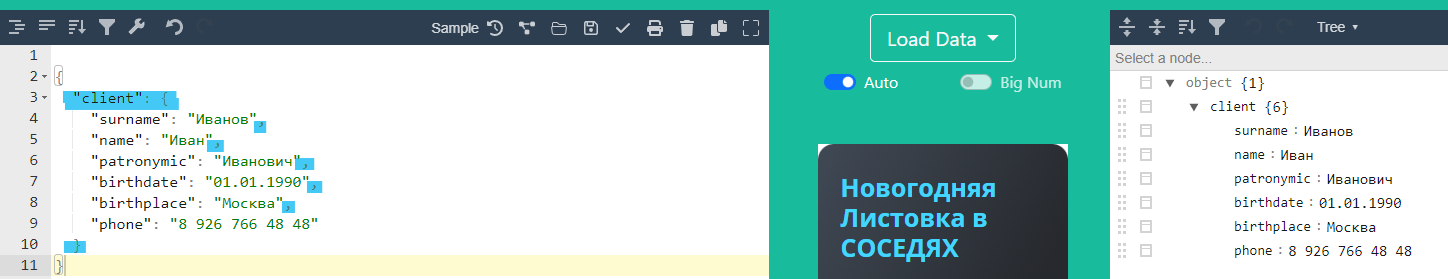 Sample
1
2 {
3 "client": {
4 "surname": "Иванов",
5 "name": "Иван",
6 "patronymic": "Иванович",
7 "birthdate": "01.01.1990",
8 "birthplace": "Москва",
9 "phone": "8 926 766 48 48"
10 }
11 }
Load Data
Auto Big Num
Новогодняя
Листовка в
СОСЕДЯХ
Tree
Select a node...
object {1}
client {6}
surname : Иванов
name : Иван
patronymic : Иванович
birthdate : 01.01.1990
birthplace : Москва
phone : 8 926 766 48 48